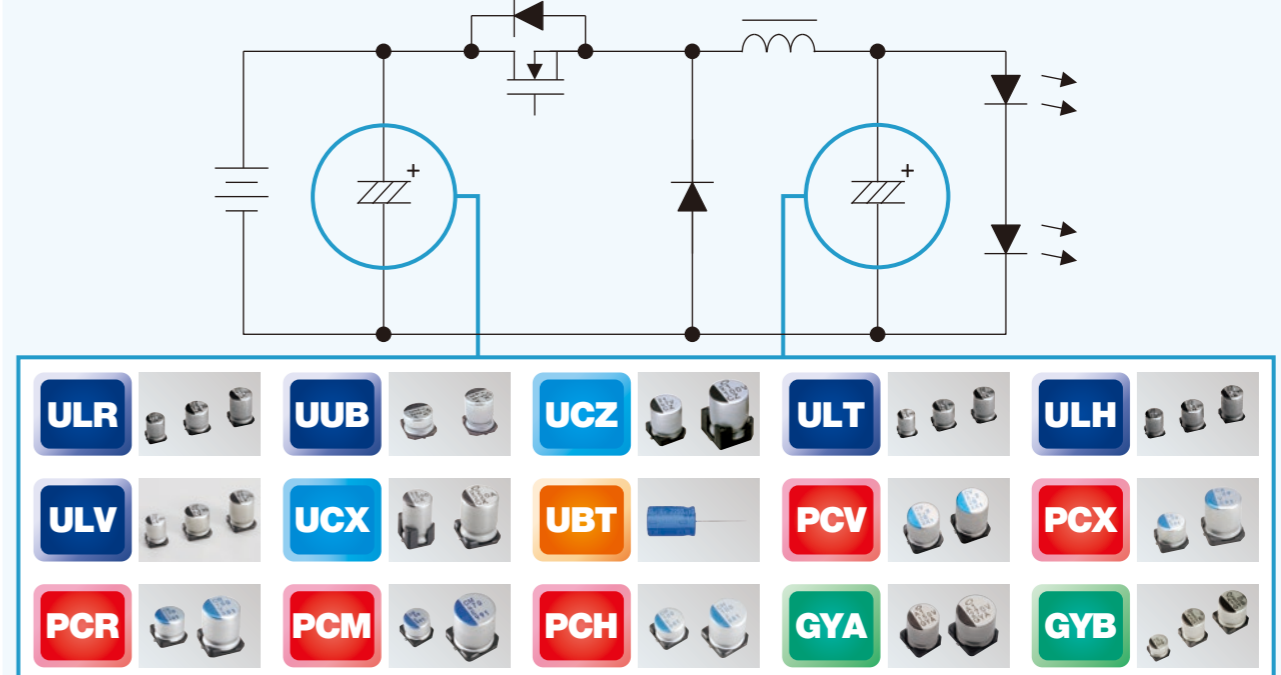 +
+
ULR UUB UCZ ULT ULH
ULV UCX UBT PCV PCX
PCR PCM PCH GYA GYB